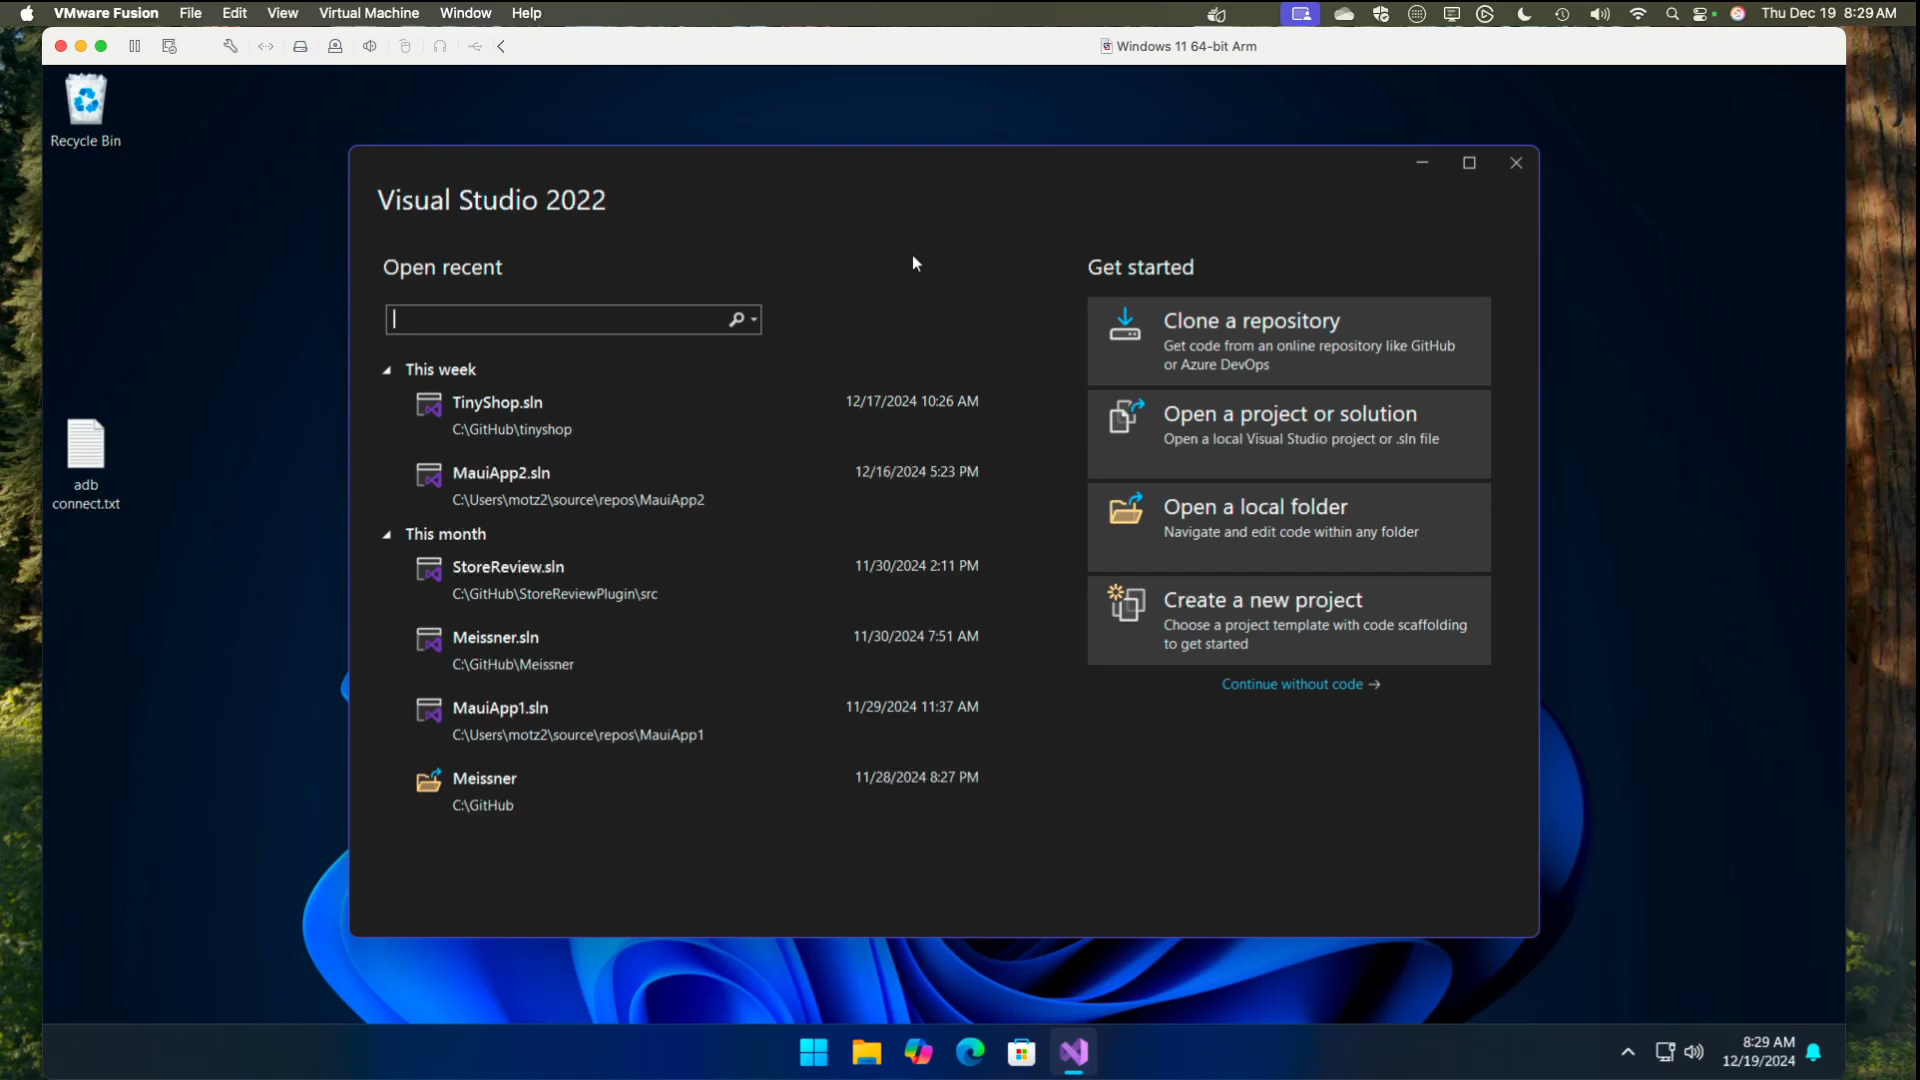 VMware Fusion File Edit View Virtual Machine Window Help Thu Dec 19 8:29 AM
Windows 11 64-bit Arm
Recycle Bin
adb
connect.txt
Visual Studio 2022
Open recent
This week
TinyShop.sln 12/17/2024 10:26 AM
C:\GitHub\tinyshop
MauiApp2.sln 12/16/2024 5:23 PM
C:\Users\motz2\source\repos\MauiApp2
This month
StoreReview.sln 11/30/2024 2:11 PM
C:\GitHub\StoreReviewPlugin\src
Meissner.sln 11/30/2024 7:51 AM
C:\GitHub\Meissner
MauiApp1.sln 11/29/2024 11:37 AM
C:\Users\motz2\source\repos\MauiApp1
Meissner 11/28/2024 8:27 PM
C:\GitHub
Get started
Clone a repository
Get code from an online repository like GitHub
or Azure DevOps
Open a project or solution
Open a local Visual Studio project or .sln file
Open a local folder
Navigate and edit code within any folder
Create a new project
Choose a project template with code scaffolding
to get started
Continue without code →
8:29 AM
12/19/2024